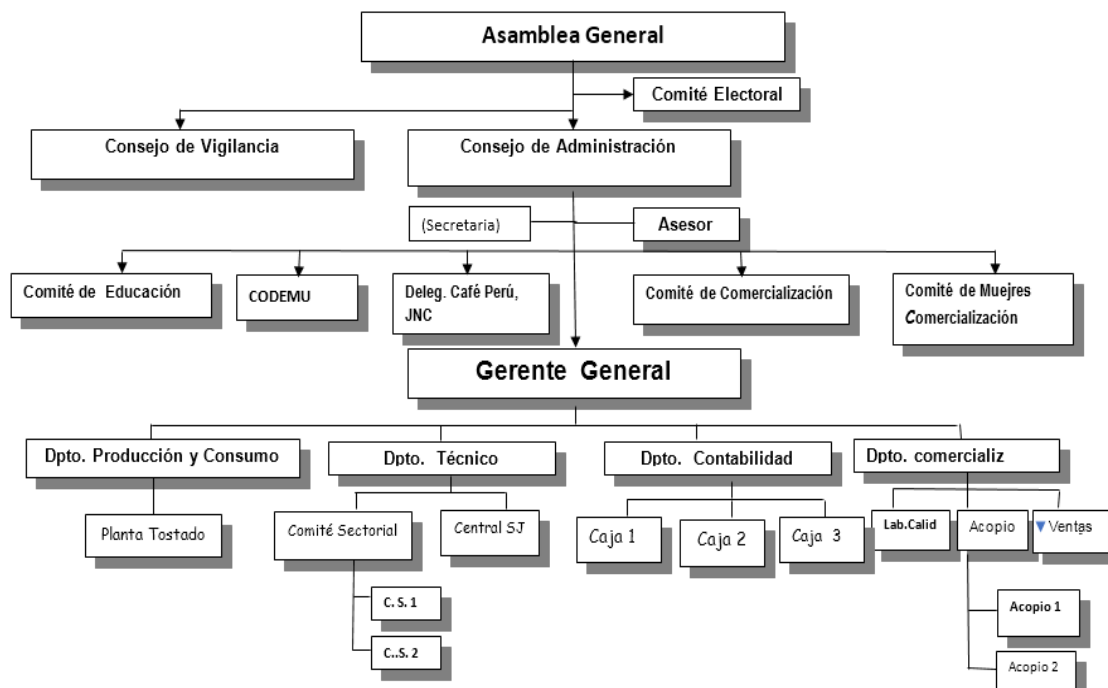 Asamblea General
Comité Electoral
Consejo de Vigilancia
Consejo de Administración
(Secretaria)
Asesor
Comité de Educación
CODEMU
Deleg. Café Perú,
JNC
Comité de Comercialización
Comité de Muejres
Comercialización
Gerente General
Dpto. Producción y Consumo
Dpto. Técnico
Dpto. Contabilidad
Dpto. comercializ
Planta Tostado
Comité Sectorial
Central SJ
Caja 1
Caja 2
Caja 3
Lab.Calid
Acopio
Ventas
C. S. 1
C..S. 2
Acopio 1
Acopio 2